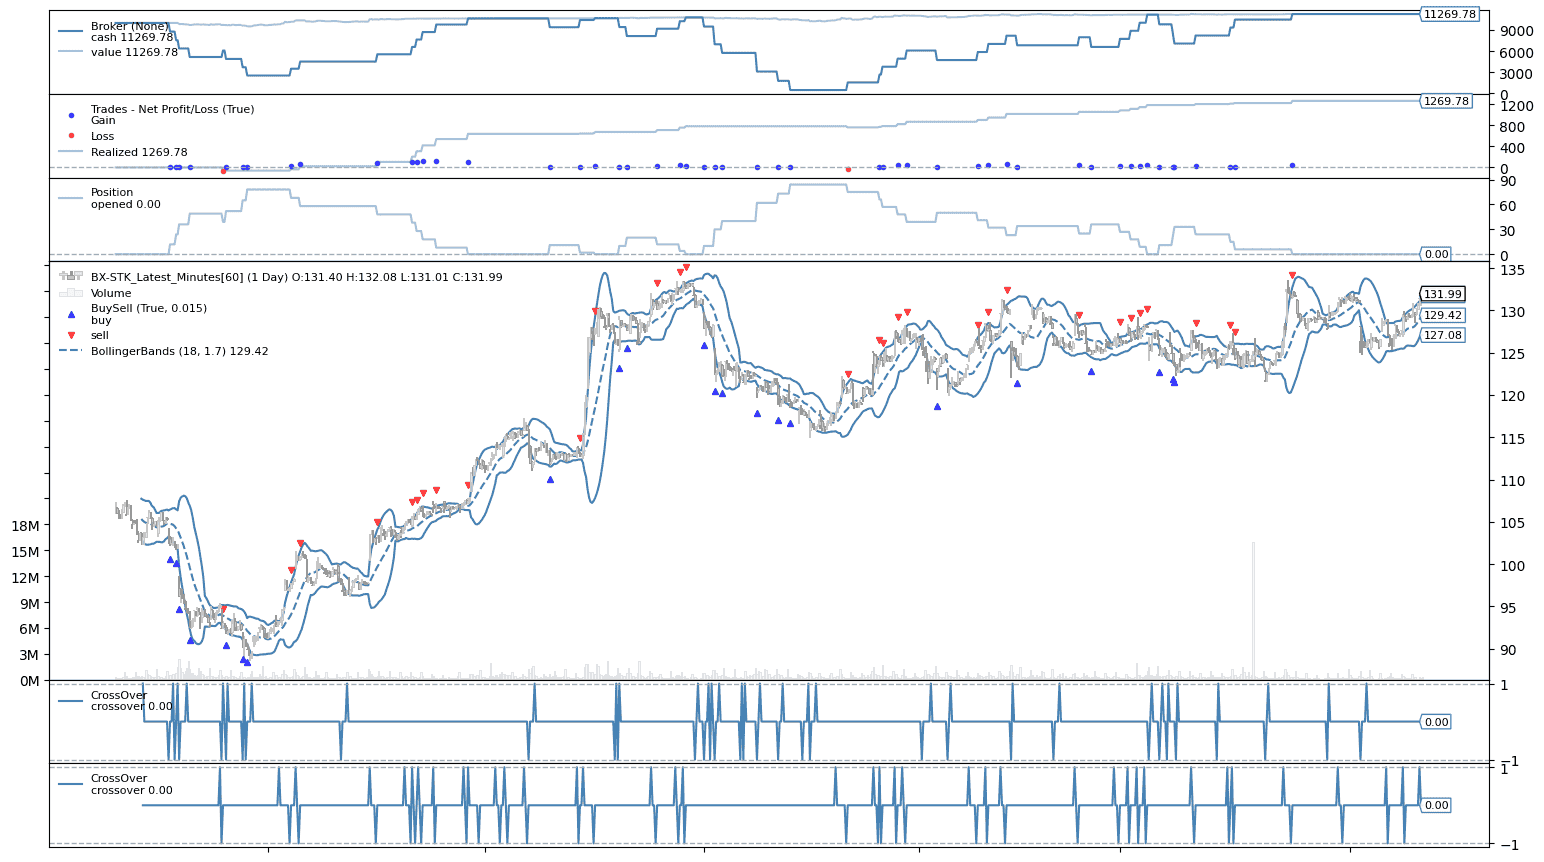 Broker (None)
cash 11269.78
value 11269.78
11269.78
9000
6000
3000
0
Trades - Net Profit/Loss (True)
Gain
Loss
Realized 1269.78
1269.78
1200
800
400
0
Position
opened 0.00
90
60
30
0
0.00
BX-STK_Latest_Minutes[60] (1 Day) O:131.40 H:132.08 L:131.01 C:131.99
Volume
BuySell (True, 0.015)
buy
sell
BollingerBands (18, 1.7) 129.42
135
131.99
130
129.42
127.08
125
120
115
110
105
100
95
90
18M
15M
12M
9M
6M
3M
0M
CrossOver
crossover 0.00
1
0.00
−1
CrossOver
crossover 0.00
1
0.00
−1